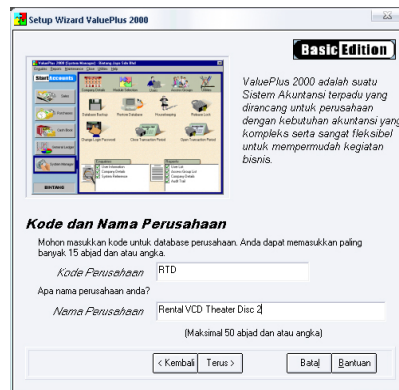 Setup Wizard ValuePlus 2000
Basic Edition
ValuePlus 2000 adalah suatu
Sistem Akuntansi terpadu yang
dirancang untuk perusahaan
dengan kebutuhan akuntansi yang
kompleks serta sangat fleksibel
untuk mempermudah kegiatan
bisnis.
Kode dan Nama Perusahaan
Mohon masukkan kode untuk database perusahaan. Anda dapat memasukkan paling
banyak 15 abjad dan atau angka.
Kode Perusahaan RTD
Apa nama perusahaan anda?
Nama Perusahaan Rental VCD Theater Disc 2
(Maksimal 50 abjad dan atau angka)
< Kembali Terus > Batal Bantuan